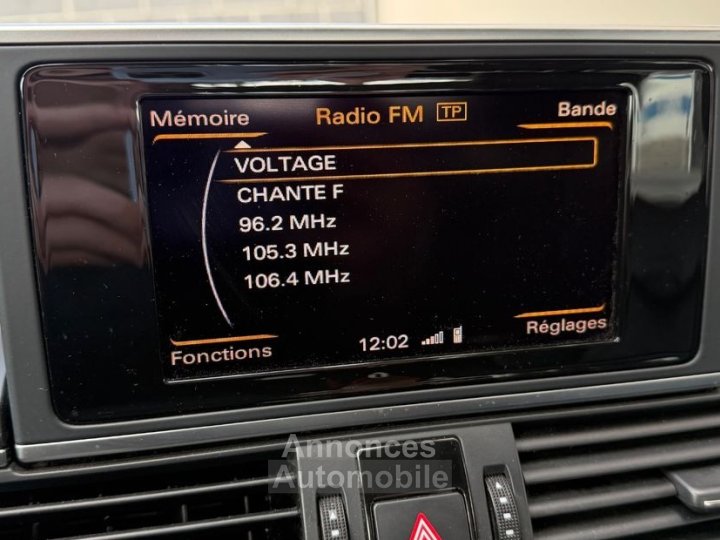 Mémoire
Radio FM TP
Bande
VOLTAGE
CHANTE F
96.2 MHz
105.3 MHz
106.4 MHz
Fonctions
12:02
Réglages
Annonces
Automobile